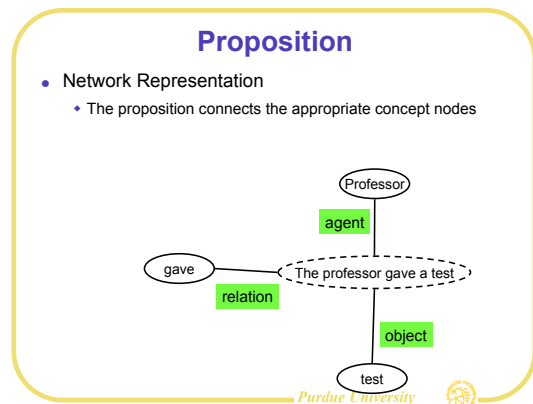 Proposition
Network Representation
The proposition connects the appropriate concept nodes
Professor
agent
gave
The professor gave a test
relation
object
test
Purdue University